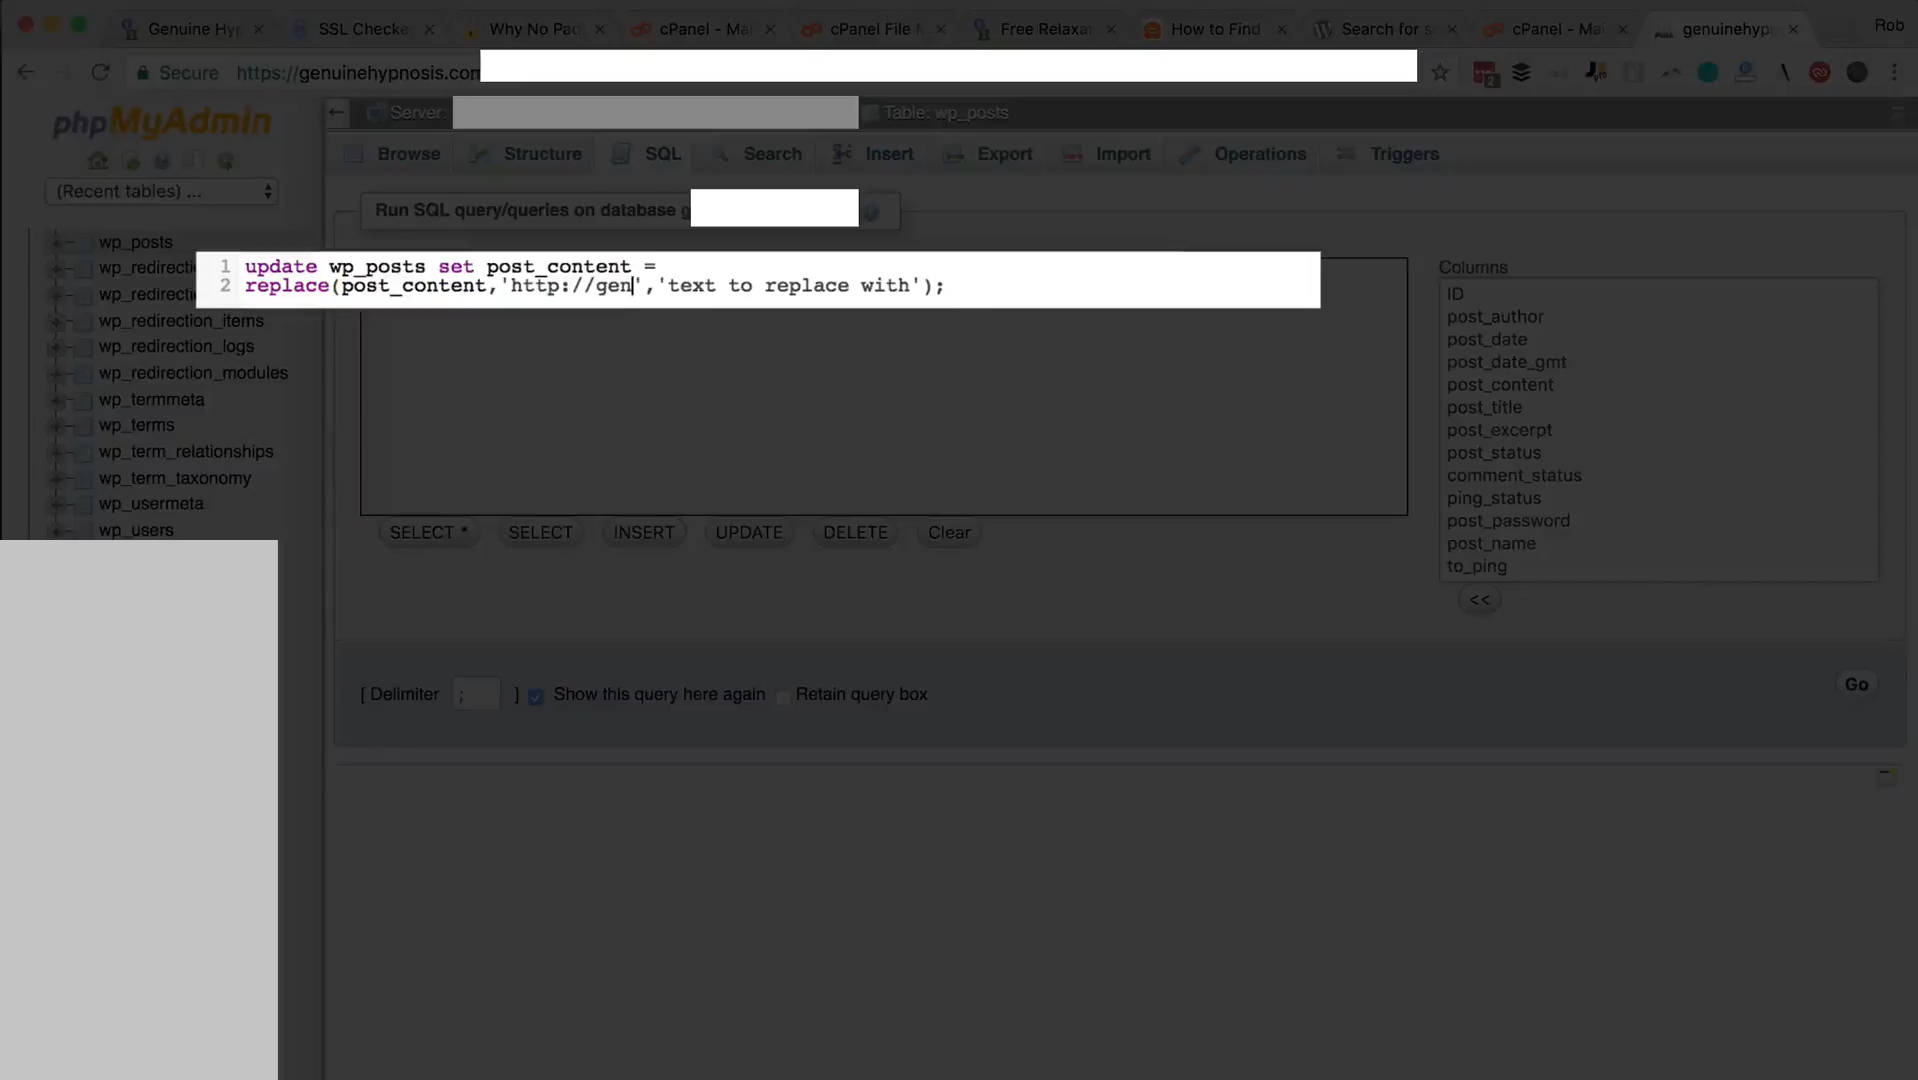 Genuine Hyp
SSL Checke
Why No Pad
cPanel - Ma
cPanel File M
Free Relaxat
How to Find
Search for s
cPanel - Mai
genuinehypn
Rob
Secure
https://genuinehypnosis.com
2
phpMyAdmin
Server:
Table: wp_posts
Browse
Structure
SQL
Search
Insert
Export
Import
Operations
Triggers
(Recent tables) ...
Run SQL query/queries on database g
wp_posts
wp_redirecti
wp_redirecti
wp_redirection_items
wp_redirection_logs
wp_redirection_modules
wp_termmeta
wp_terms
wp_term_relationships
wp_term_taxonomy
wp_usermeta
wp_users
1 update wp_posts set post_content =
2 replace(post_content,'http://gen','text to replace with');
Columns
ID
post_author
post_date
post_date_gmt
post_content
post_title
post_excerpt
post_status
comment_status
ping_status
post_password
post_name
to_ping
<<
SELECT *
SELECT
INSERT
UPDATE
DELETE
Clear
[ Delimiter ; ]
Show this query here again
Retain query box
Go